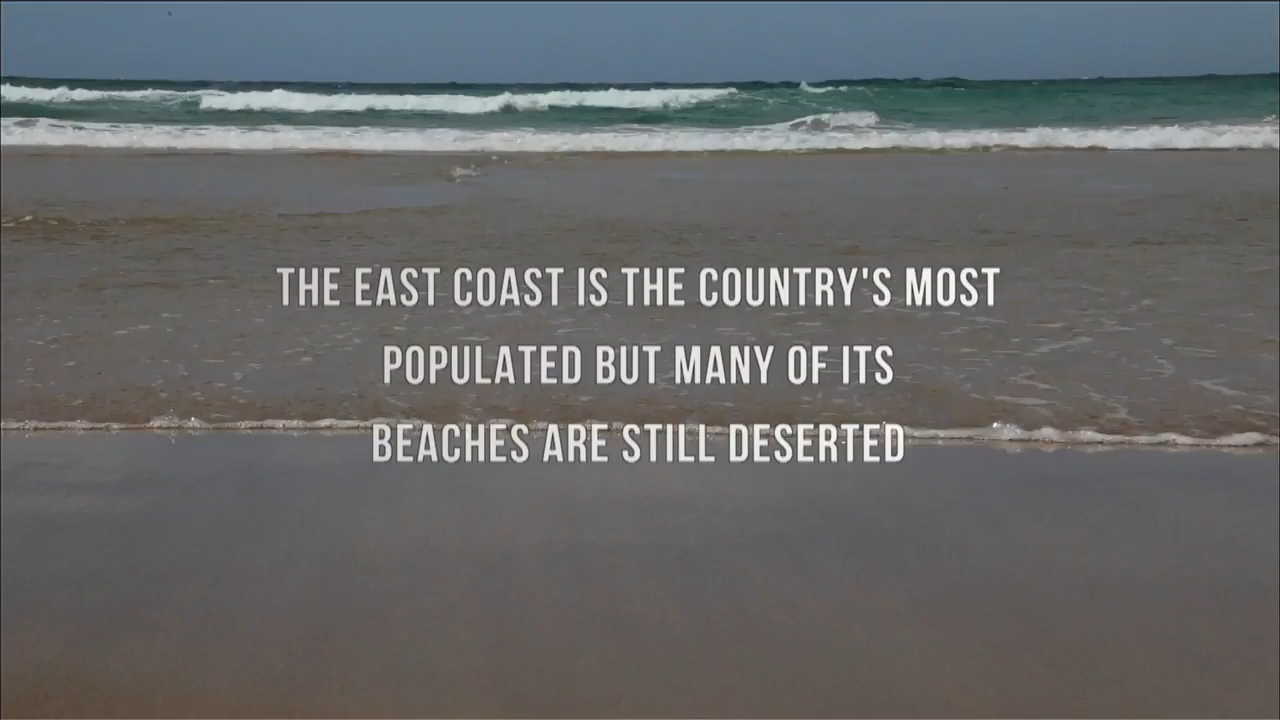 THE EAST COAST IS THE COUNTRY'S MOST
POPULATED BUT MANY OF ITS
BEACHES ARE STILL DESERTED